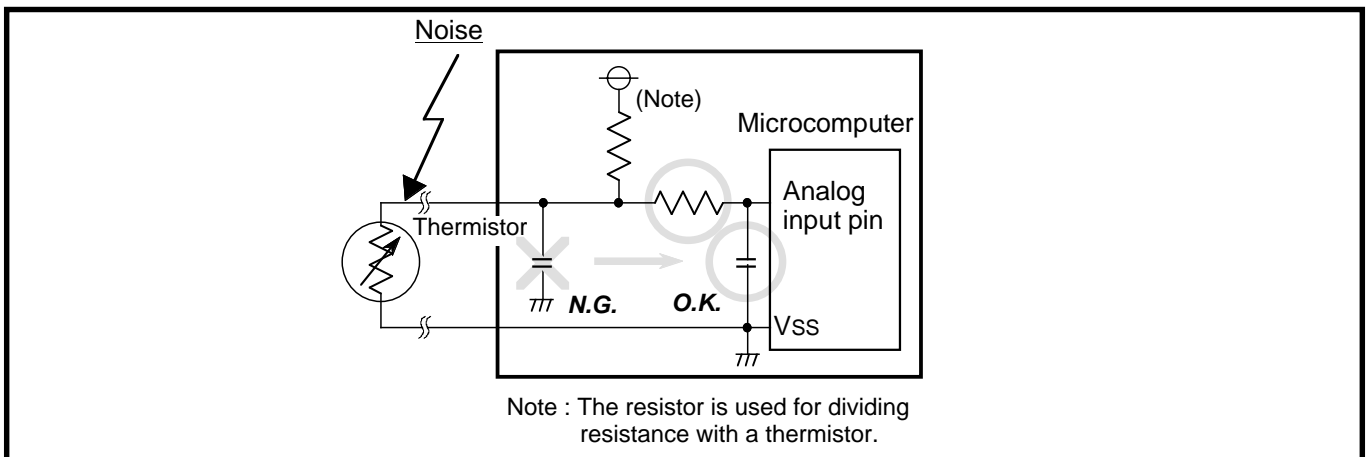 Noise
(Note)
Microcomputer
Analog
input pin
Thermistor
N.G.
O.K.
VSS
Note : The resistor is used for dividing
resistance with a thermistor.